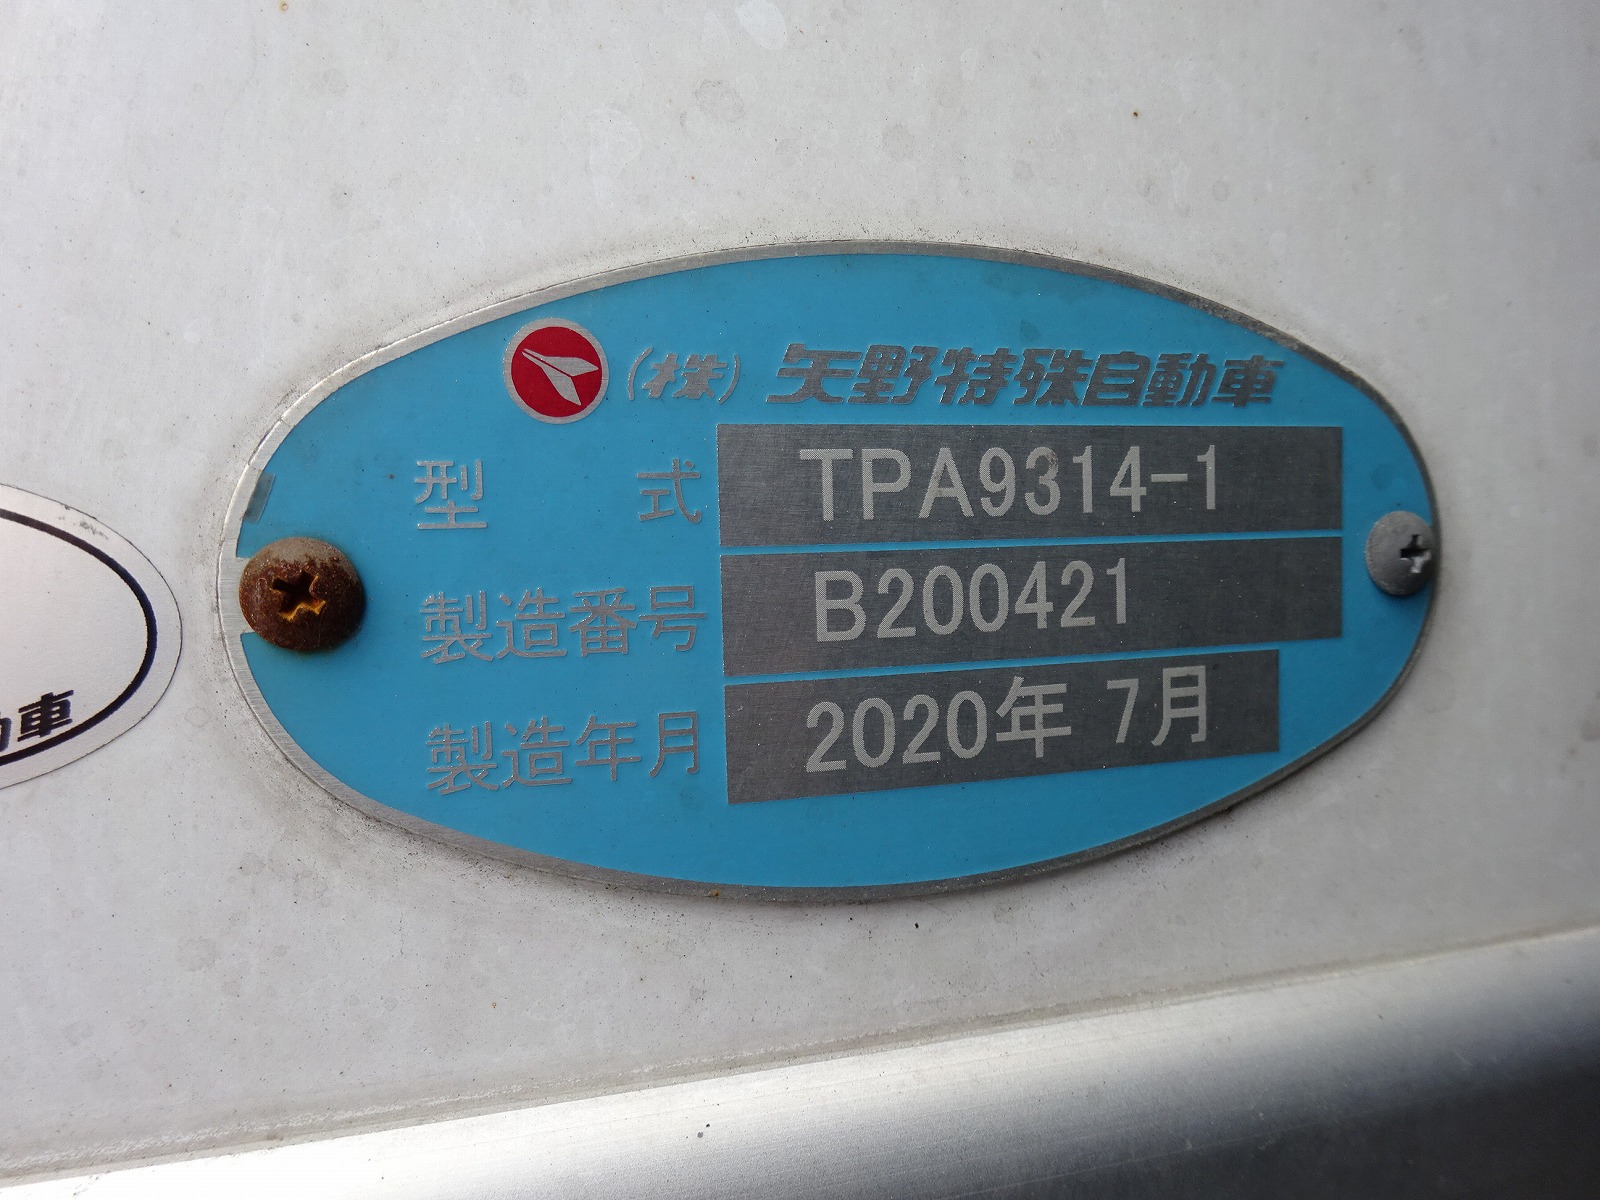 (株) 矢野特殊自動車
型 式 TPA9314-1
製造番号 B200421
製造年月 2020年 7月
車